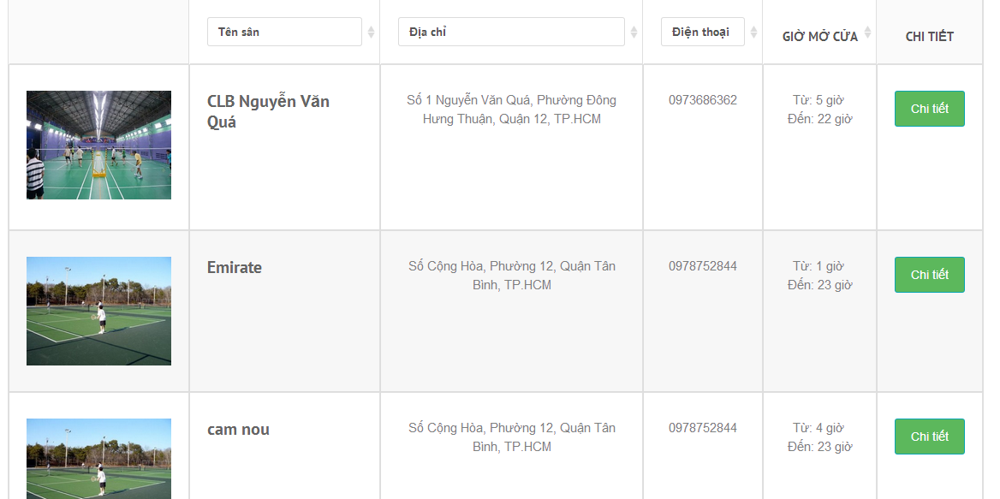 Tên sân
Địa chỉ
Điện thoại
GIỜ MỞ CỬA
CHI TIẾT
CLB Nguyễn Văn
Quá
Số 1 Nguyễn Văn Quá, Phường Đông
Hưng Thuận, Quận 12, TP.HCM
0973686362
Từ: 5 giờ
Đến: 22 giờ
Chi tiết
Emirate
Số Cộng Hòa, Phường 12, Quận Tân
Bình, TP.HCM
0978752844
Từ: 1 giờ
Đến: 23 giờ
Chi tiết
cam nou
Số Cộng Hòa, Phường 12, Quận Tân
Bình, TP.HCM
0978752844
Từ: 4 giờ
Đến: 23 giờ
Chi tiết